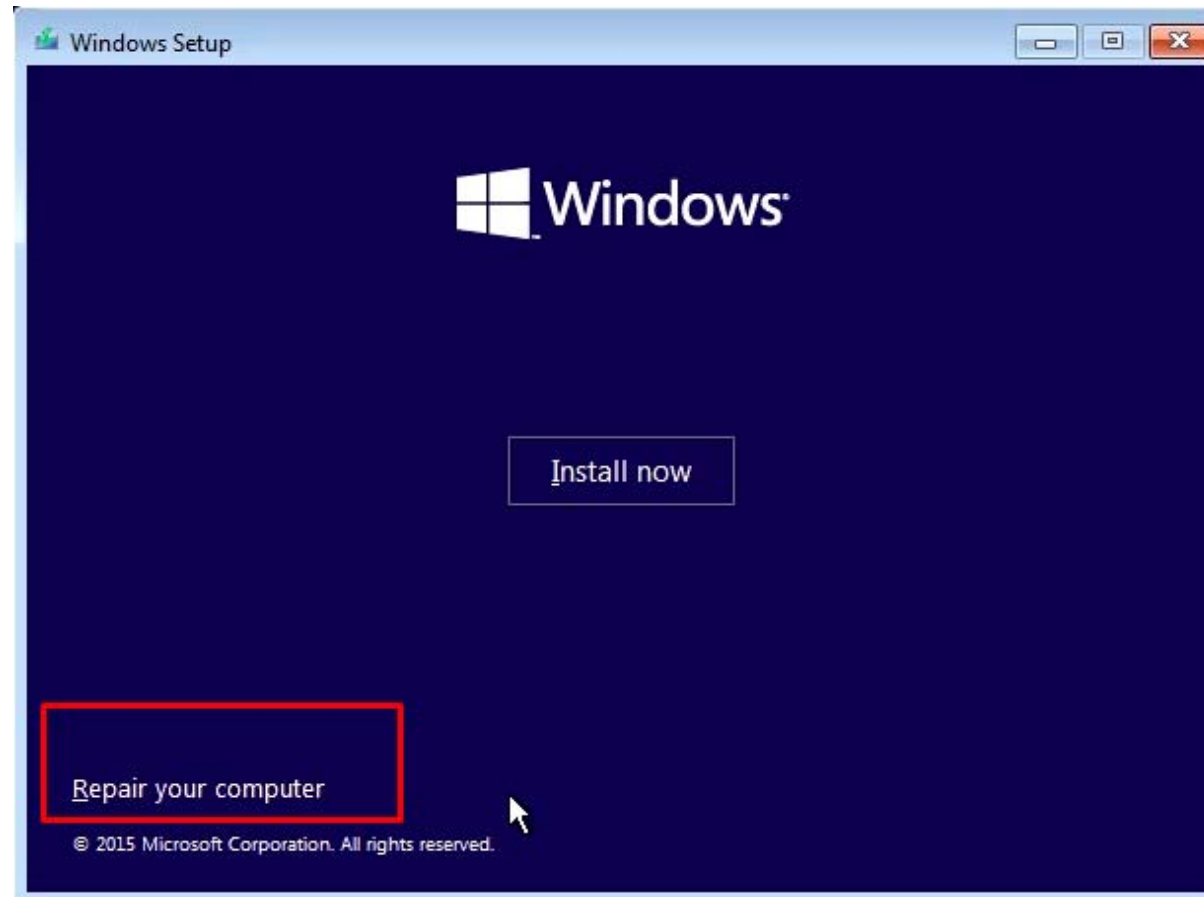 Windows Setup
Windows
Install now
Repair your computer
© 2015 Microsoft Corporation. All rights reserved.